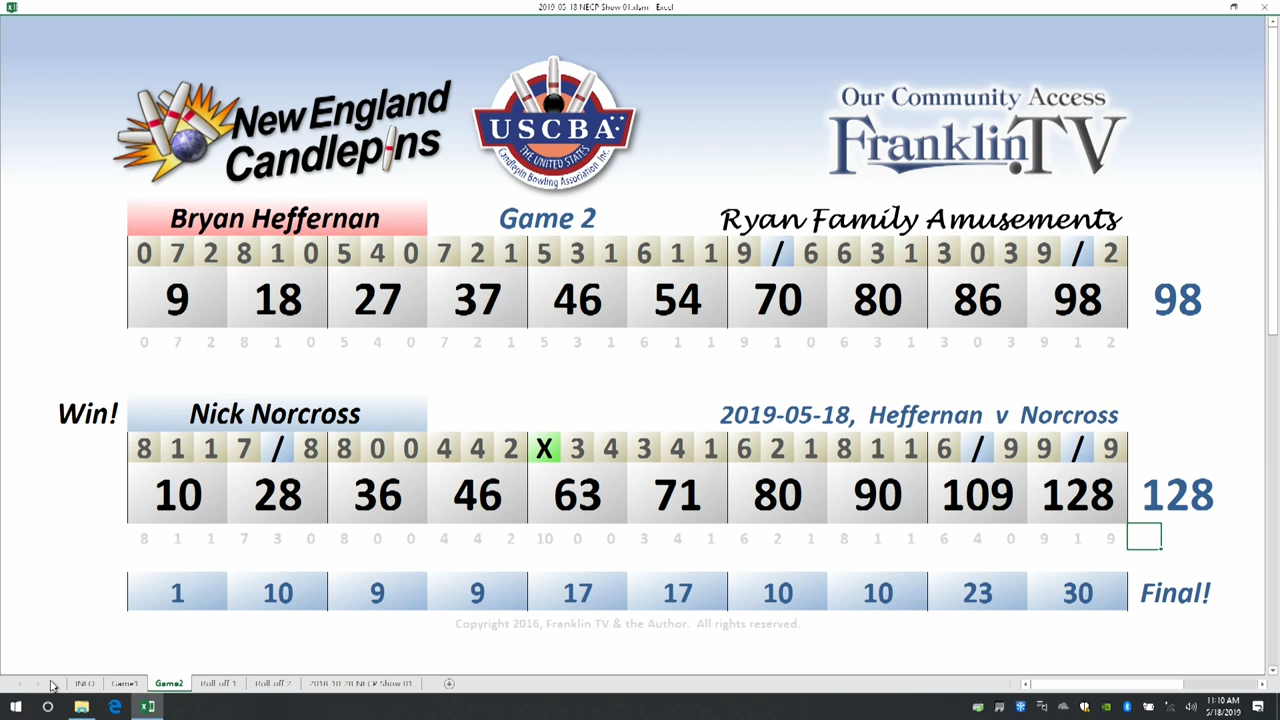 2019-05-18 NECP Show 01.xlsm - Excel
New England
Candlepins
USCBA
THE UNITED STATES
Candlepin Bowling Association, Inc.
Our Community Access
Franklin.TV
Bryan Heffernan Game 2 Ryan Family Amusements
0 7 2 8 1 0 5 4 0 7 2 1 5 3 1 6 1 1 9 / 6 6 3 1 3 0 3 9 / 2
9 18 27 37 46 54 70 80 86 98 98
0 7 2 8 1 0 5 4 0 7 2 1 5 3 1 6 1 1 9 1 0 6 3 1 3 0 3 9 1 2
Win! Nick Norcross 2019-05-18, Heffernan v Norcross
8 1 1 7 / 8 8 0 0 4 4 2 X 3 4 3 4 1 6 2 1 8 1 1 6 / 9 9 / 9
10 28 36 46 63 71 80 90 109 128 128
8 1 1 7 3 0 8 0 0 4 4 2 10 0 0 3 4 1 6 2 1 8 1 1 6 4 0 9 1 9
1 10 9 9 17 17 10 10 23 30 Final!
Copyright 2016, Franklin TV & the Author. All rights reserved.
INFO Game1 Game2 Roll-off 1 Roll-off 2 2018-10-28 NECP Show 01
11:10 AM
5/18/2019